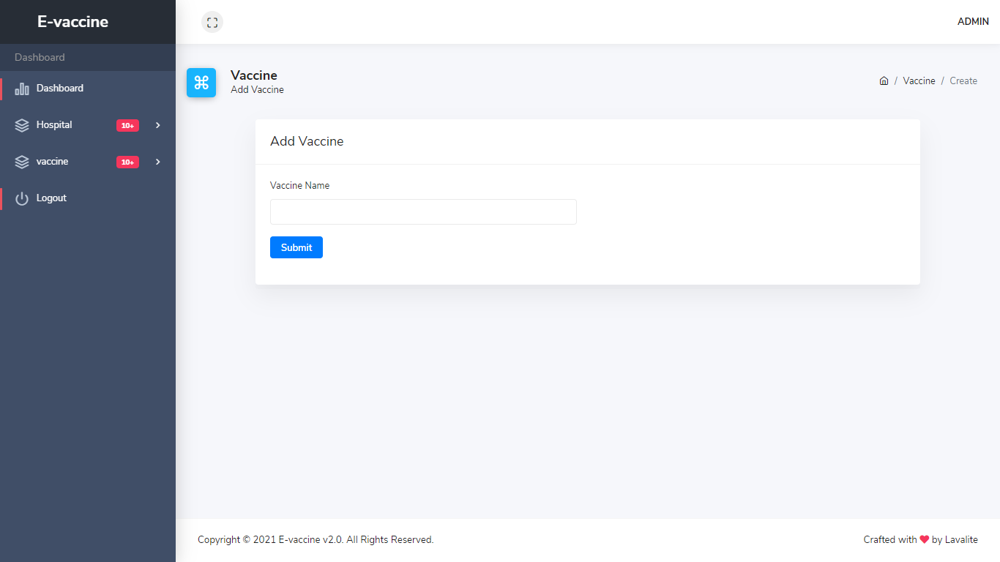 E-vaccine
ADMIN
Dashboard
Dashboard
Hospital 10+
vaccine 10+
Logout
Vaccine
Add Vaccine
/ Vaccine / Create
Add Vaccine
Vaccine Name
Submit
Copyright © 2021 E-vaccine v2.0. All Rights Reserved.
Crafted with ❤ by Lavalite